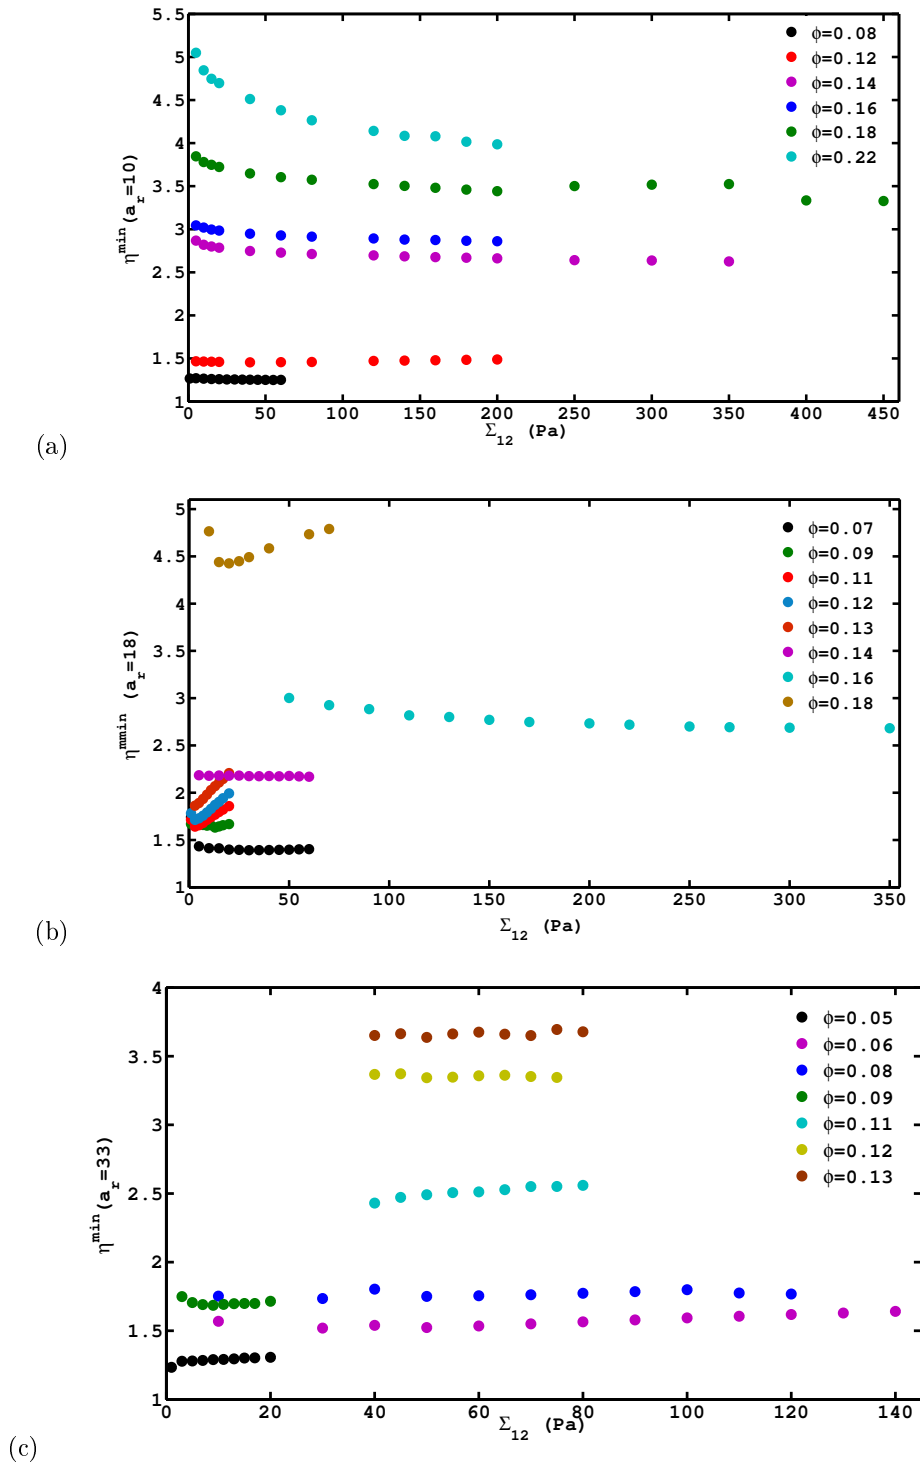 5.5
5
4.5
4
3.5
3
2.5
2
1.5
1
η^min(a_r=10)
0 50 100 150 200 250 300 350 400 450
Σ_12 (Pa)
ϕ=0.08
ϕ=0.12
ϕ=0.14
ϕ=0.16
ϕ=0.18
ϕ=0.22
(a)
5
4.5
4
3.5
3
2.5
2
1.5
1
η^mmin (a_r=18)
0 50 100 150 200 250 300 350
Σ_12 (Pa)
ϕ=0.07
ϕ=0.09
ϕ=0.11
ϕ=0.12
ϕ=0.13
ϕ=0.14
ϕ=0.16
ϕ=0.18
(b)
4
3.5
3
2.5
2
1.5
1
η^min(a_r=33)
0 20 40 60 80 100 120 140
Σ_12 (Pa)
ϕ=0.05
ϕ=0.06
ϕ=0.08
ϕ=0.09
ϕ=0.11
ϕ=0.12
ϕ=0.13
(c)